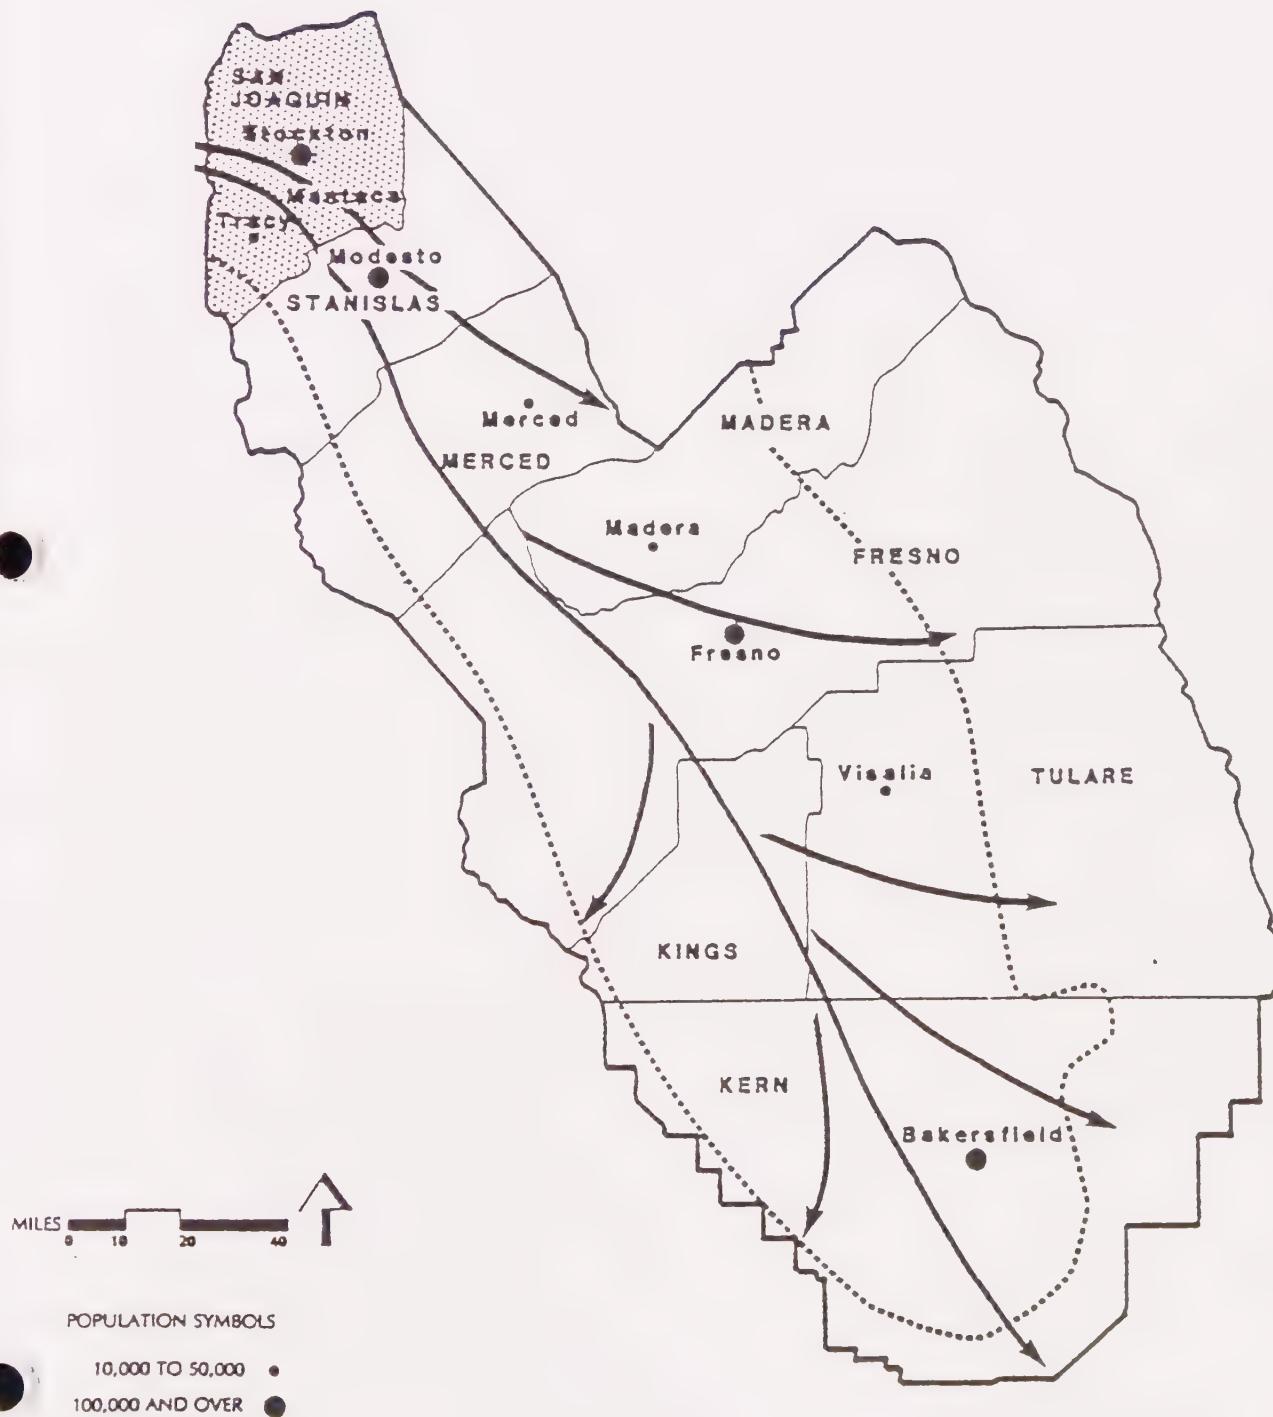 SAN
JOAQUIN
Stockton
Manteca
Tracy
Modesto
STANISLAS
Merced
MERCED
MADERA
Madera
FRESNO
Fresno
Visalia
TULARE
KINGS
KERN
Bakersfield
MILES
0 10 20 40
POPULATION SYMBOLS
10,000 TO 50,000
100,000 AND OVER